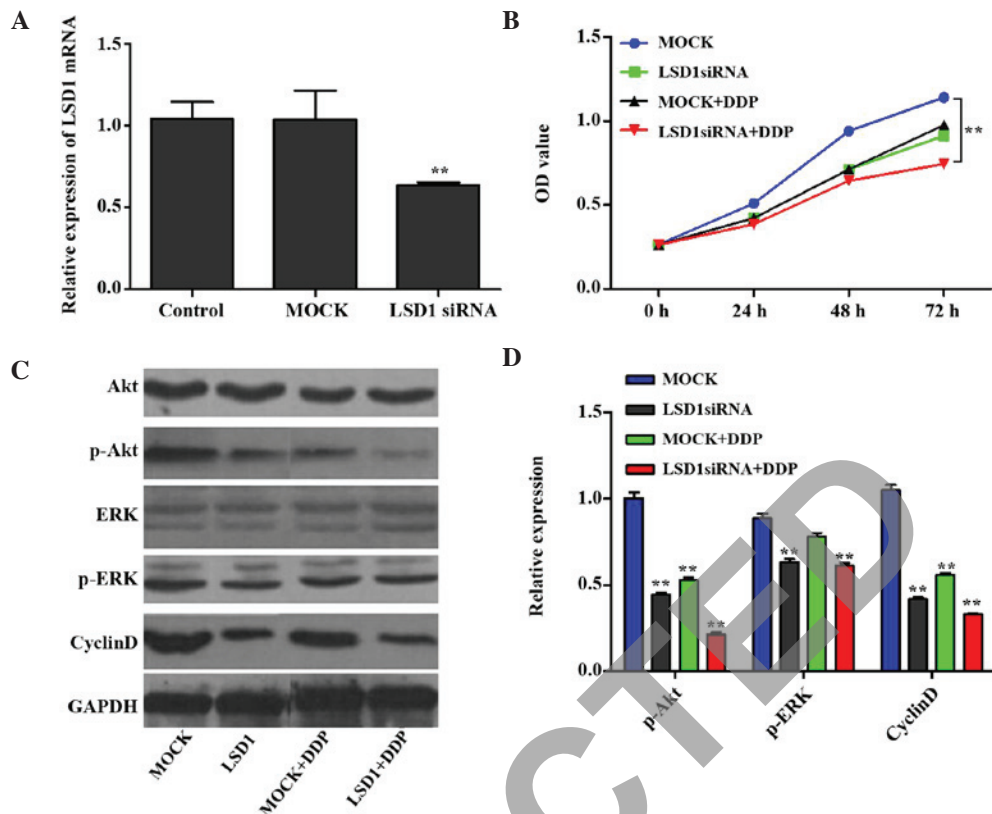 A
Relative expression of LSD1 mRNA
1.5
1.0
0.5
0.0
**
Control MOCK LSD1 siRNA
B
OD value
1.5
1.0
0.5
0.0
MOCK
LSD1siRNA
MOCK+DDP
LSD1siRNA+DDP
**
0 h 24 h 48 h 72 h
C
Akt
p-Akt
ERK
p-ERK
CyclinD
GAPDH
MOCK
LSD1
MOCK+DDP
LSD1+DDP
D
MOCK
LSD1siRNA
MOCK+DDP
LSD1siRNA+DDP
Relative expression
1.5
1.0
0.5
0.0
** ** **
** **
** ** **
p-Akt
p-ERK
CyclinD
CTED